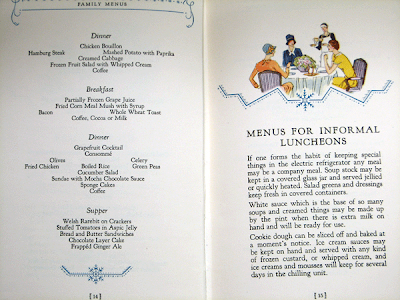 FAMILY MENUS
Dinner
Chicken Bouillon
Hamburg Steak Mashed Potato with Paprika
Creamed Cabbage
Frozen Fruit Salad with Whipped Cream
Coffee
Breakfast
Partially Frozen Grape Juice
Fried Corn Meal Mush with Syrup
Bacon Whole Wheat Toast
Coffee, Cocoa or Milk
Dinner
Grapefruit Cocktail
Consommé
Olives Celery
Fried Chicken Boiled Rice Green Peas
Cucumber Salad
Sundae with Mocha Chocolate Sauce
Sponge Cakes
Coffee
Supper
Welsh Rarebit on Crackers
Stuffed Tomatoes in Aspic Jelly
Bread and Butter Sandwiches
Chocolate Layer Cake
Frappéd Ginger Ale
[34]
MENUS FOR INFORMAL
LUNCHEONS
If one forms the habit of keeping special
things in the electric refrigerator any meal
may be a company meal. Soup stock may be
kept in a covered glass jar and served jellied
or quickly heated. Salad greens and dressings
keep fresh in covered containers.
White sauce which is the base of so many
soups and creamed things may be made up
by the pint when there is extra milk on
hand and will be ready for use.
Cookie dough can be sliced off and baked at
a moment's notice. Ice cream sauces may
be kept on hand and served with any kind
of frozen custard, or whipped cream, and
ice creams and mousses will keep for several
days in the chilling unit.
[35]